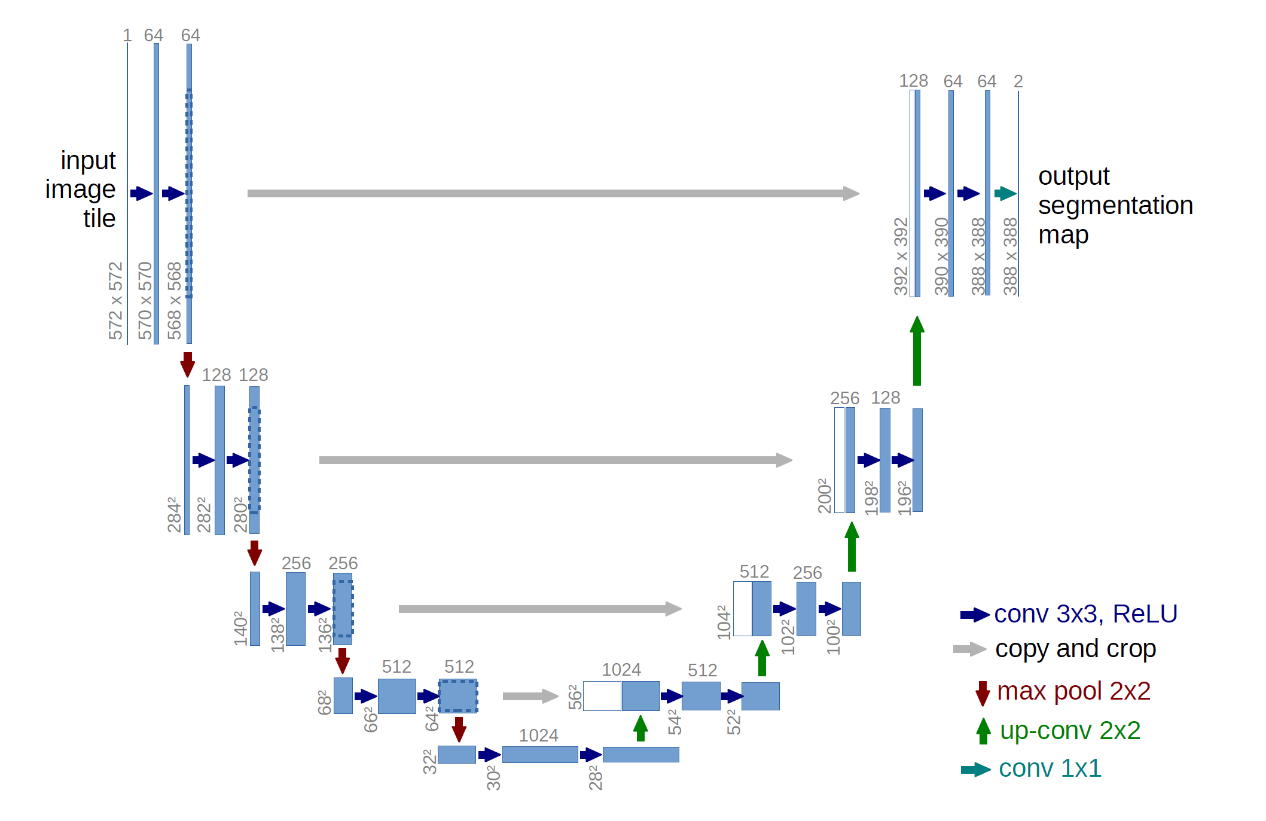 1 64 64
128 64 64 2
input
image
tile
output
segmentation
map
572 x 572
570 x 570
568 x 568
392 x 392
390 x 390
388 x 388
388 x 388
128 128
256 128
284²
282²
280²
200²
198²
196²
256 256
512 256
140²
138²
136²
104²
102²
100²
512 512
1024 512
68²
66²
64²
56²
54²
52²
1024
32²
30²
28²
conv 3x3, ReLU
copy and crop
max pool 2x2
up-conv 2x2
conv 1x1